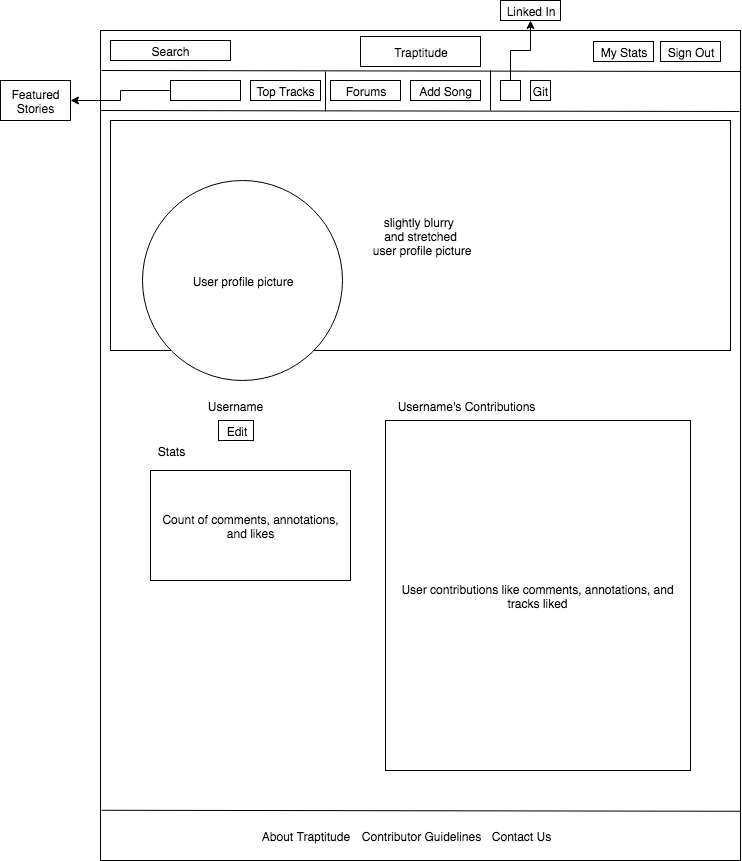 Linked In
Search
Traptitude
My Stats
Sign Out
Featured
Stories
Top Tracks
Forums
Add Song
Git
slightly blurry
and stretched
user profile picture
User profile picture
Username
Edit
Stats
Count of comments, annotations,
and likes
Username's Contributions
User contributions like comments, annotations, and
tracks liked
About Traptitude Contributor Guidelines Contact Us